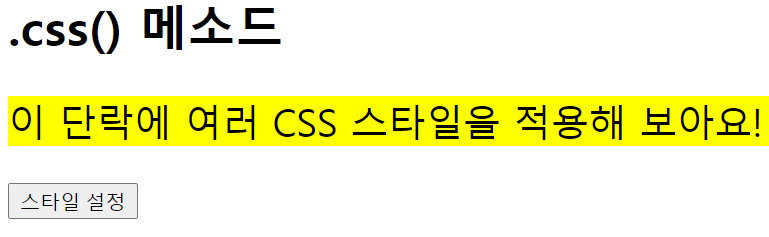 .css() 메소드
이 단락에 여러 CSS 스타일을 적용해 보아요!
스타일 설정